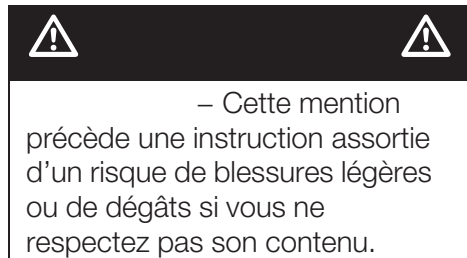 – Cette mention
précède une instruction assortie
d’un risque de blessures légères
ou de dégâts si vous ne
respectez pas son contenu.